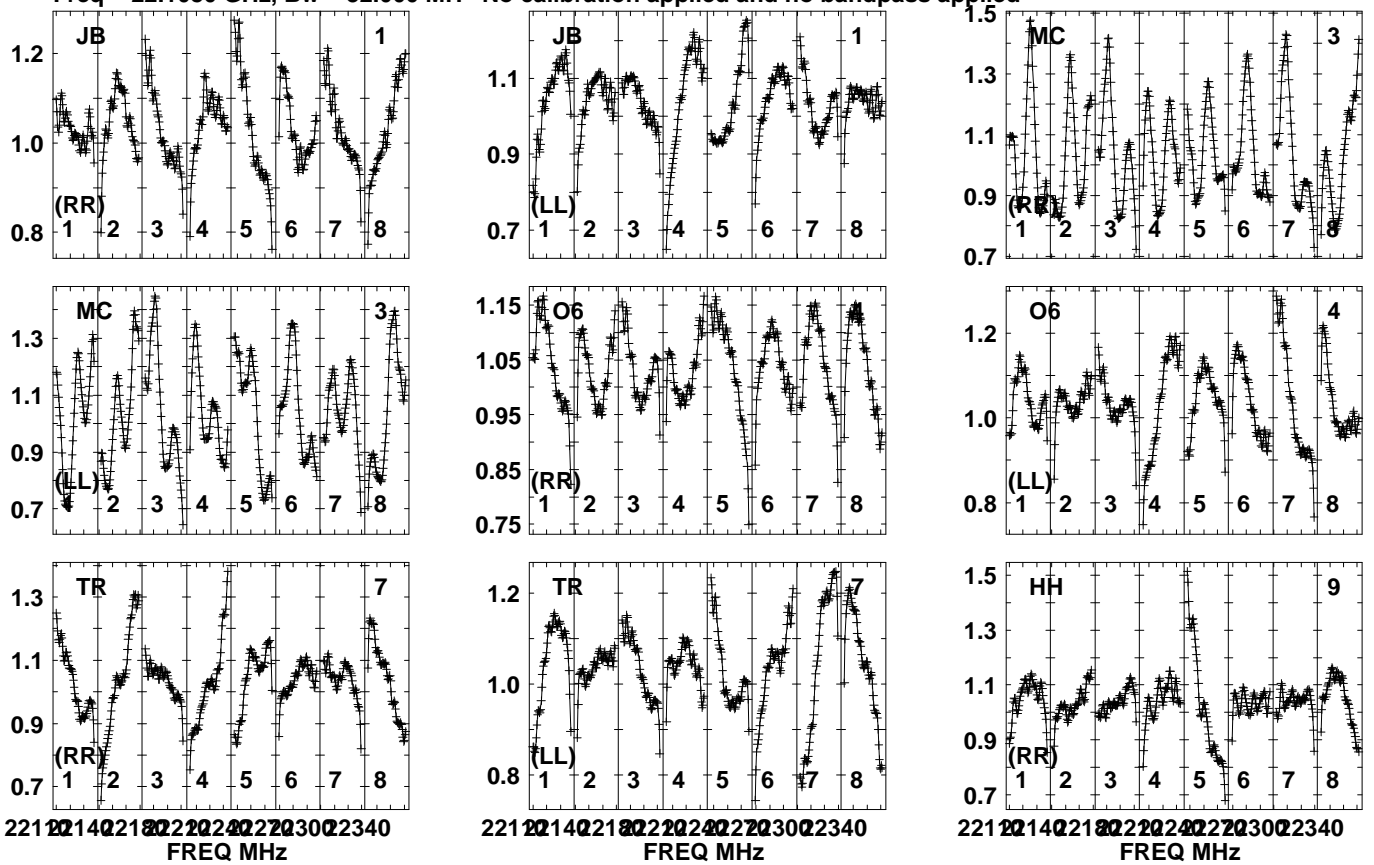 Freq = GHz, Bw = MH No calibration applied and no bandpass applied
JB 1 JB 1 MC 3
1.2 1.0 0.8 1.1 0.9 0.7 1.5 1.3 1.1 0.9 0.7
(RR) (LL) (RR)
1 2 3 4 5 6 7 8 1 2 3 4 5 6 7 8 1 2 3 4 5 6 7 8
MC 3 O6 4 O6 4
1.3 1.1 0.9 0.7 1.15 1.05 0.95 0.85 0.75 1.2 1.0 0.8
(LL) (RR) (LL)
1 2 3 4 5 6 7 8 1 2 3 4 5 6 7 8 1 2 3 4 5 6 7 8
TR 7 TR 7 HH 9
1.3 1.1 0.9 0.7 1.2 1.0 0.8 1.5 1.3 1.1 0.9 0.7
(RR) (LL) (RR)
1 2 3 4 5 6 7 8 1 2 3 4 5 6 7 8 1 2 3 4 5 6 7 8
22340 22340 22340
FREQ MHz FREQ MHz FREQ MHz